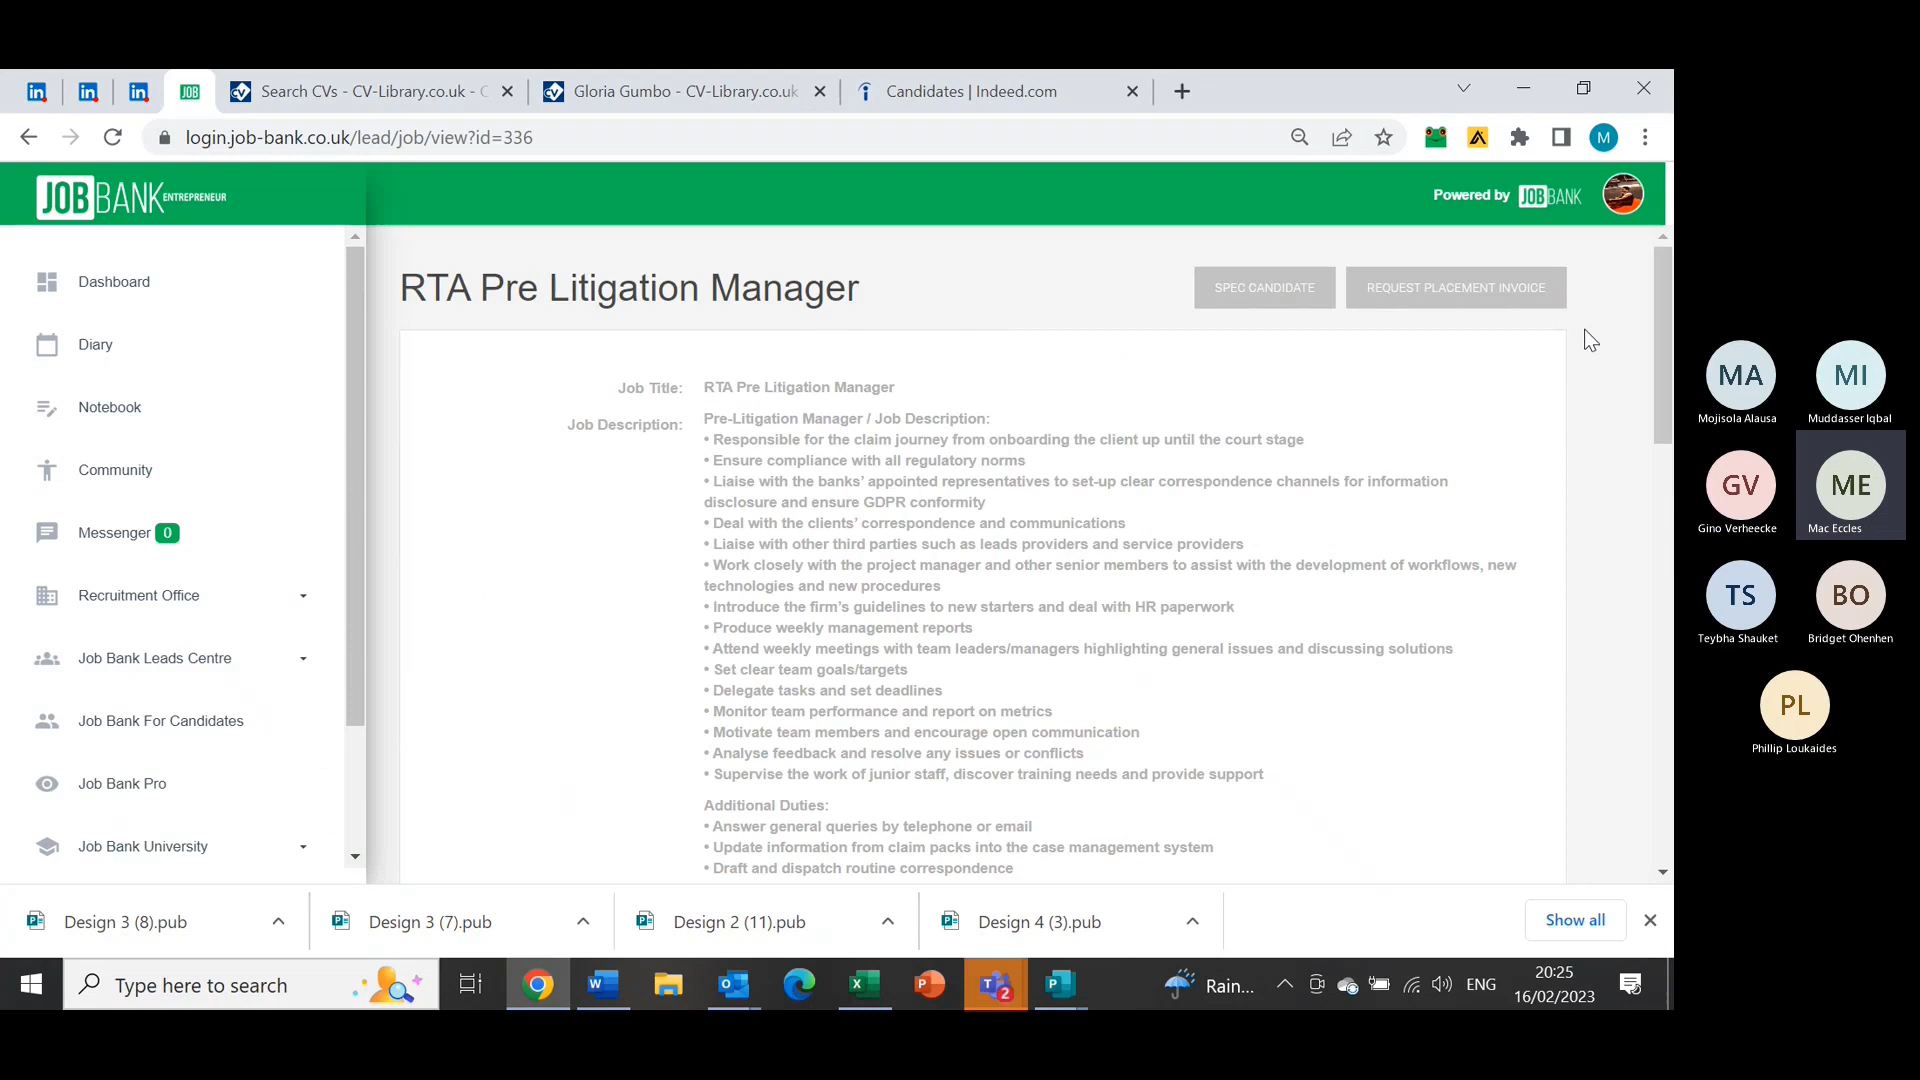 in
in
in
JOB
Search CVs - CV-Library.co.uk - C
Gloria Gumbo - CV-Library.co.uk
Candidates | Indeed.com
login.job-bank.co.uk/lead/job/view?id=336
M
JOBBANK ENTREPRENEUR
Powered by JOBBANK
Dashboard
Diary
Notebook
Community
Messenger 0
Recruitment Office
Job Bank Leads Centre
Job Bank For Candidates
Job Bank Pro
Job Bank University
RTA Pre Litigation Manager
SPEC CANDIDATE
REQUEST PLACEMENT INVOICE
Job Title: RTA Pre Litigation Manager
Job Description: Pre-Litigation Manager / Job Description:
• Responsible for the claim journey from onboarding the client up until the court stage
• Ensure compliance with all regulatory norms
• Liaise with the banks’ appointed representatives to set-up clear correspondence channels for information
disclosure and ensure GDPR conformity
• Deal with the clients’ correspondence and communications
• Liaise with other third parties such as leads providers and service providers
• Work closely with the project manager and other senior members to assist with the development of workflows, new
technologies and new procedures
• Introduce the firm’s guidelines to new starters and deal with HR paperwork
• Produce weekly management reports
• Attend weekly meetings with team leaders/managers highlighting general issues and discussing solutions
• Set clear team goals/targets
• Delegate tasks and set deadlines
• Monitor team performance and report on metrics
• Motivate team members and encourage open communication
• Analyse feedback and resolve any issues or conflicts
• Supervise the work of junior staff, discover training needs and provide support
Additional Duties:
• Answer general queries by telephone or email
• Update information from claim packs into the case management system
• Draft and dispatch routine correspondence
MA
Mojisola Alausa
MI
Muddasser Iqbal
GV
Gino Verheecke
ME
Mac Eccles
TS
Teybha Shauket
BO
Bridget Ohenhen
PL
Phillip Loukaides
Design 3 (8).pub
Design 3 (7).pub
Design 2 (11).pub
Design 4 (3).pub
Show all
Type here to search
2
Rain...
ENG
20:25
16/02/2023